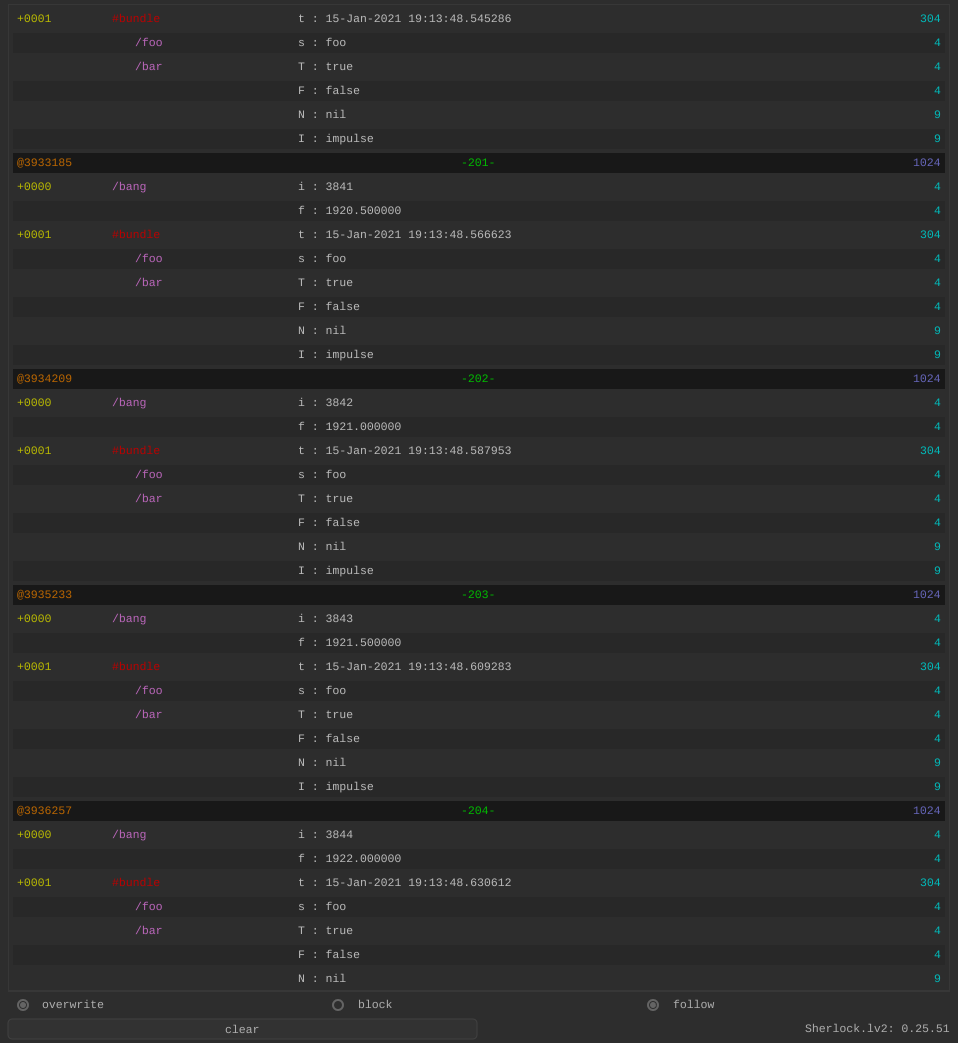 +0001 #bundle t : 15-Jan-2021 19:13:48.545286 304
/foo s : foo 4
/bar T : true 4
F : false 4
N : nil 9
I : impulse 9
@3933185 -201- 1024
+0000 /bang i : 3841 4
f : 1920.500000 4
+0001 #bundle t : 15-Jan-2021 19:13:48.566623 304
/foo s : foo 4
/bar T : true 4
F : false 4
N : nil 9
I : impulse 9
@3934209 -202- 1024
+0000 /bang i : 3842 4
f : 1921.000000 4
+0001 #bundle t : 15-Jan-2021 19:13:48.587953 304
/foo s : foo 4
/bar T : true 4
F : false 4
N : nil 9
I : impulse 9
@3935233 -203- 1024
+0000 /bang i : 3843 4
f : 1921.500000 4
+0001 #bundle t : 15-Jan-2021 19:13:48.609283 304
/foo s : foo 4
/bar T : true 4
F : false 4
N : nil 9
I : impulse 9
@3936257 -204- 1024
+0000 /bang i : 3844 4
f : 1922.000000 4
+0001 #bundle t : 15-Jan-2021 19:13:48.630612 304
/foo s : foo 4
/bar T : true 4
F : false 4
N : nil 9
overwrite block follow
clear Sherlock.lv2: 0.25.51